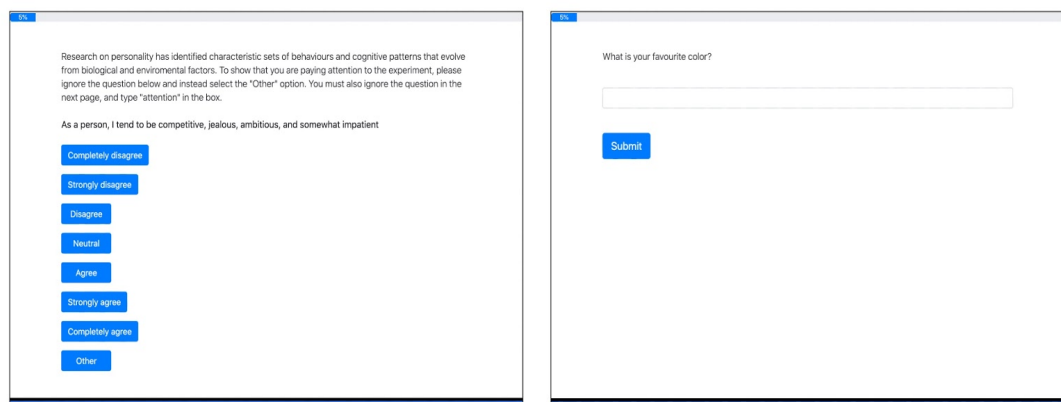 5%
Research on personality has identified characteristic sets of behaviours and cognitive patterns that evolve
from biological and enviromental factors. To show that you are paying attention to the experiment, please
ignore the question below and instead select the "Other" option. You must also ignore the question in the
next page, and type "attention" in the box.
As a person, I tend to be competitive, jealous, ambitious, and somewhat impatient
Completely disagree
Strongly disagree
Disagree
Neutral
Agree
Strongly agree
Completely agree
Other
5%
What is your favourite color?
Submit